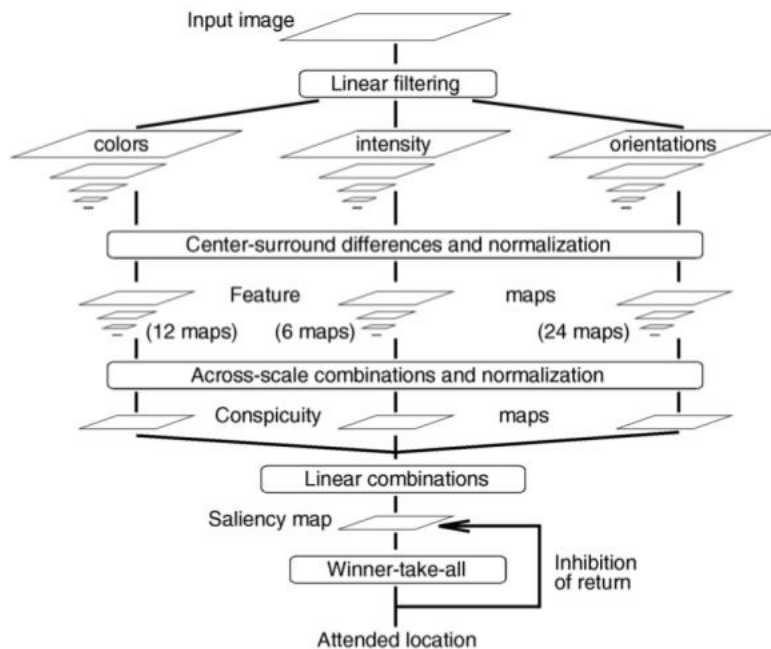 Input image
Linear filtering
colors
intensity
orientations
Center-surround differences and normalization
Feature maps
(12 maps)
(6 maps)
(24 maps)
Across-scale combinations and normalization
Conspicuity maps
Linear combinations
Saliency map
Winner-take-all
Inhibition
of return
Attended location